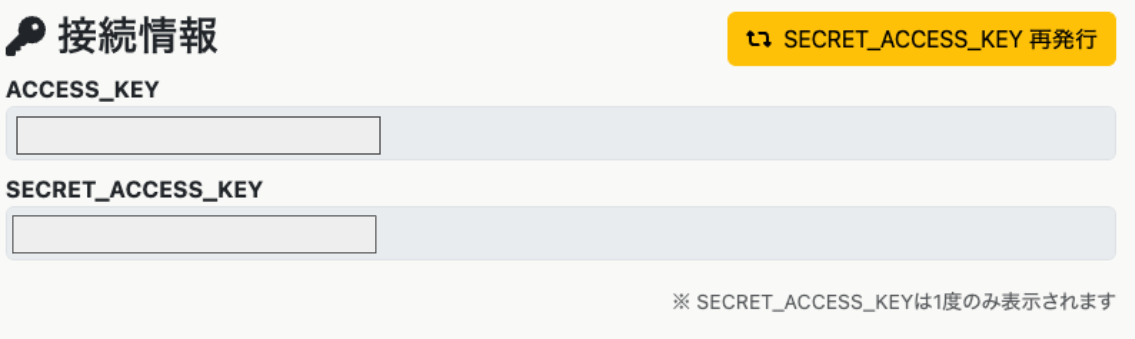 接続情報
SECRET_ACCESS_KEY 再発行
ACCESS_KEY
SECRET_ACCESS_KEY
※ SECRET_ACCESS_KEYは1度のみ表示されます